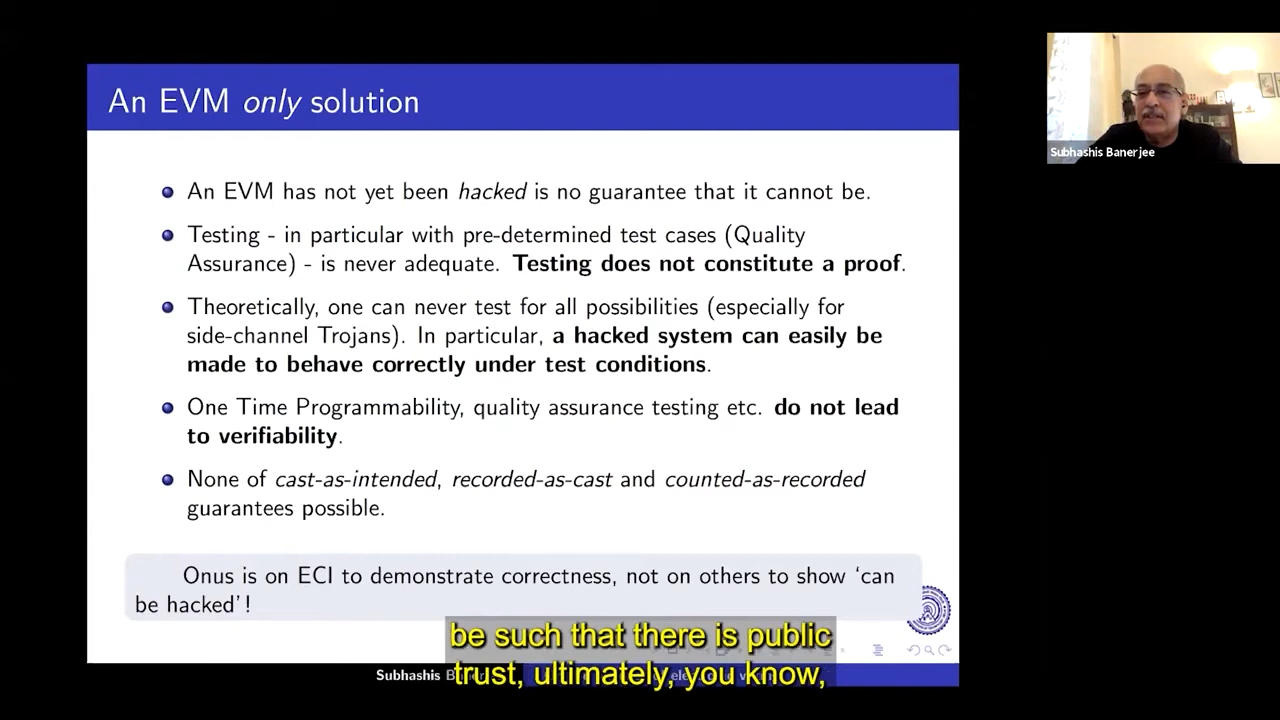 An EVM only solution
Subhashis Banerjee
An EVM has not yet been hacked is no guarantee that it cannot be.
Testing - in particular with pre-determined test cases (Quality
Assurance) - is never adequate. Testing does not constitute a proof.
Theoretically, one can never test for all possibilities (especially for
side-channel Trojans). In particular, a hacked system can easily be
made to behave correctly under test conditions.
One Time Programmability, quality assurance testing etc. do not lead
to verifiability.
None of cast-as-intended, recorded-as-cast and counted-as-recorded
guarantees possible.
Onus is on ECI to demonstrate correctness, not on others to show ‘can
be hacked’!
be such that there is public
trust, ultimately, you know,
Subhashis